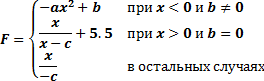 F = { −ax² + b при x < 0 и b ≠ 0
x / (x − c) + 5.5 при x > 0 и b = 0
x / −c в остальных случаях